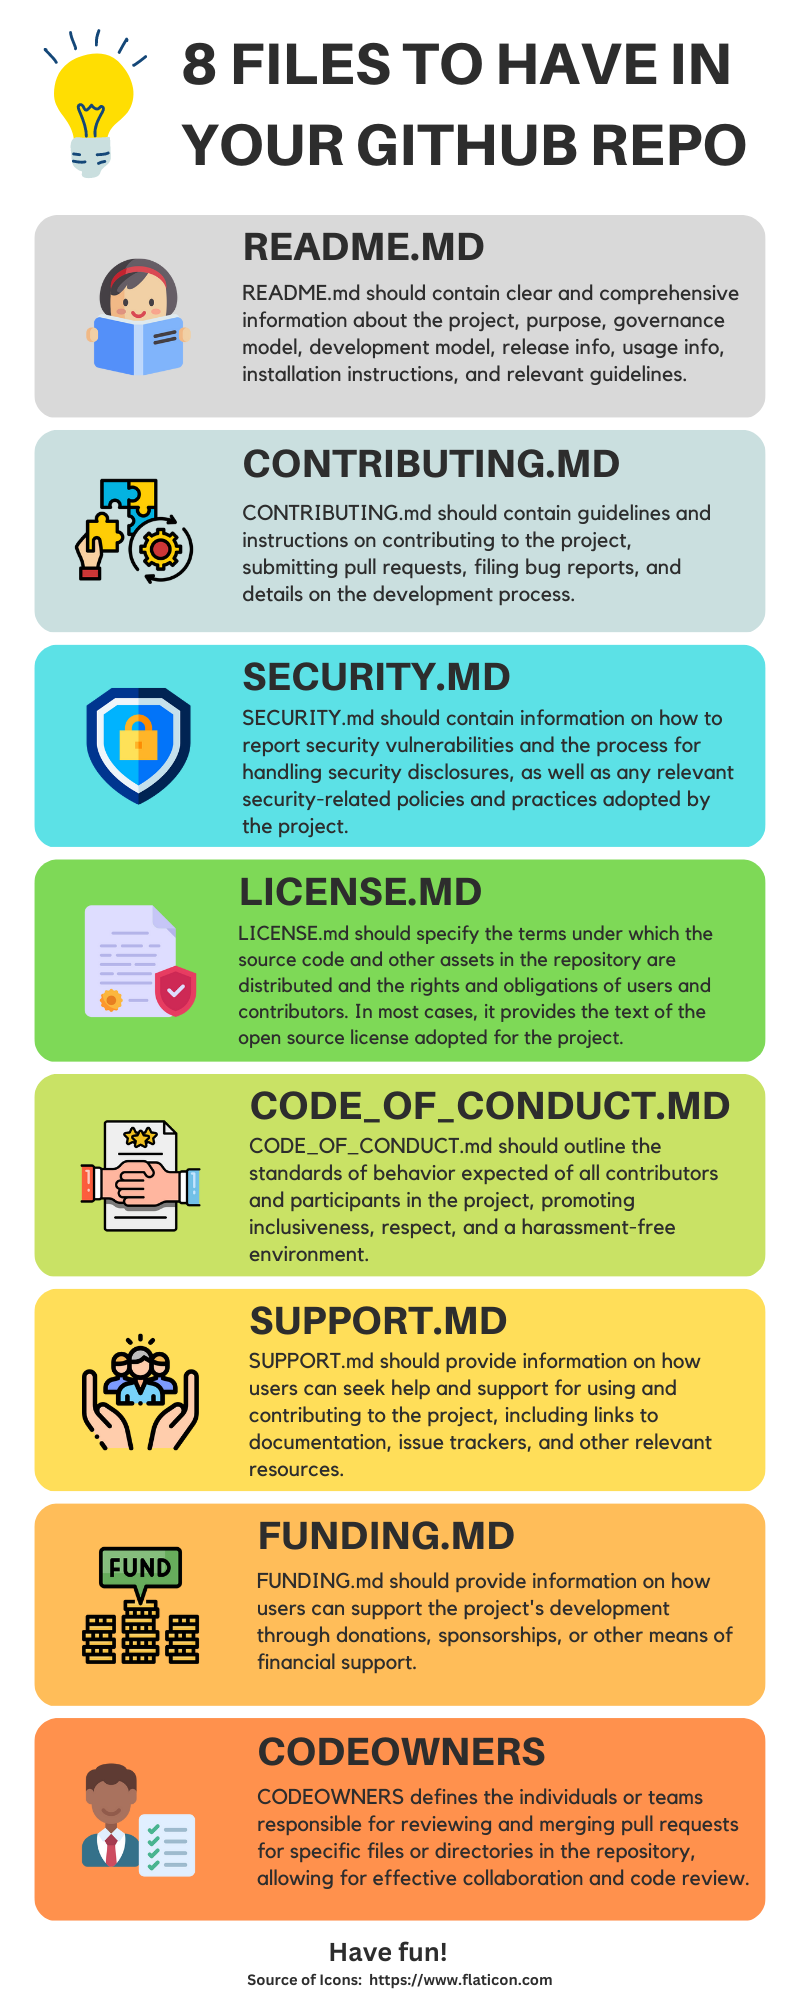 8 FILES TO HAVE IN
YOUR GITHUB REPO
README.MD
README.md should contain clear and comprehensive
information about the project, purpose, governance
model, development model, release info, usage info,
installation instructions, and relevant guidelines.
CONTRIBUTING.MD
CONTRIBUTING.md should contain guidelines and
instructions on contributing to the project,
submitting pull requests, filing bug reports, and
details on the development process.
SECURITY.MD
SECURITY.md should contain information on how to
report security vulnerabilities and the process for
handling security disclosures, as well as any relevant
security-related policies and practices adopted by
the project.
LICENSE.MD
LICENSE.md should specify the terms under which the
source code and other assets in the repository are
distributed and the rights and obligations of users and
contributors. In most cases, it provides the text of the
open source license adopted for the project.
CODE_OF_CONDUCT.MD
CODE_OF_CONDUCT.md should outline the
standards of behavior expected of all contributors
and participants in the project, promoting
inclusiveness, respect, and a harassment-free
environment.
SUPPORT.MD
SUPPORT.md should provide information on how
users can seek help and support for using and
contributing to the project, including links to
documentation, issue trackers, and other relevant
resources.
FUNDING.MD
FUND
FUNDING.md should provide information on how
users can support the project's development
through donations, sponsorships, or other means of
financial support.
CODEOWNERS
CODEOWNERS defines the individuals or teams
responsible for reviewing and merging pull requests
for specific files or directories in the repository,
allowing for effective collaboration and code review.
Have fun!
Source of Icons: https://www.flaticon.com